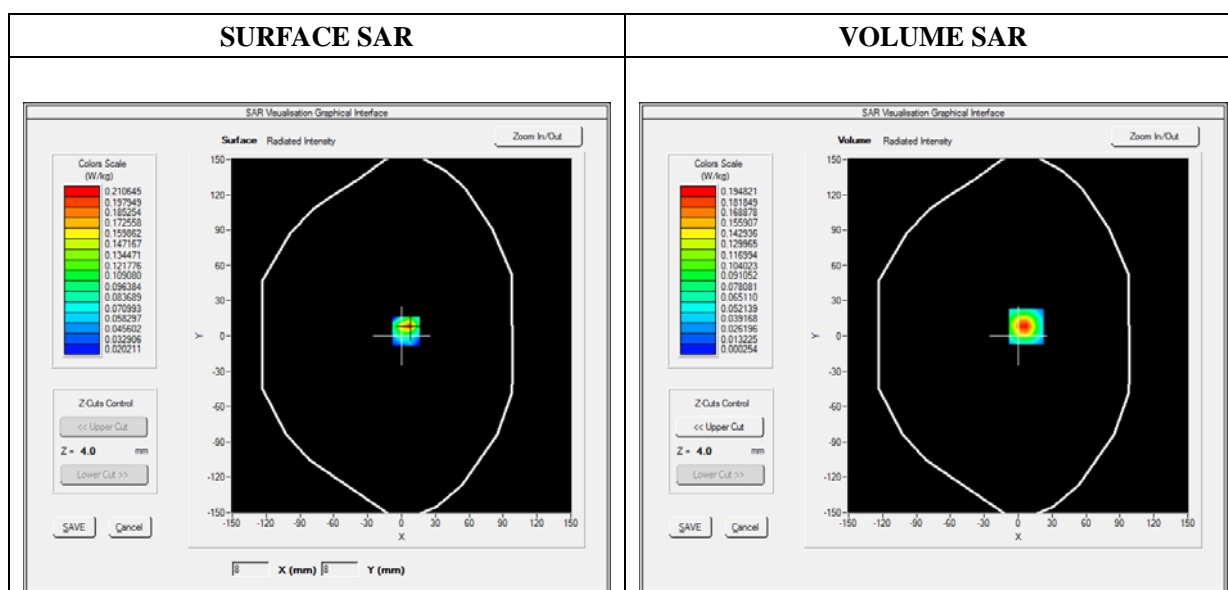 SURFACE SAR
VOLUME SAR
SAR Visualisation Graphical Interface
Surface Radiated Intensity
Zoom In/Out
Colors Scale
(W/kg)
0.210645
0.197949
0.185254
0.172558
0.159862
0.147167
0.134471
0.121776
0.109080
0.096384
0.083689
0.070993
0.058297
0.045602
0.032906
0.020211
Z-Cuts Control
<< Upper Cut
Z = 4.0 mm
Lower Cut >>
SAVE Cancel
Y
150
120
90
60
30
0
-30
-60
-90
-120
-150
-150 -120 -90 -60 -30 0 30 60 90 120 150
X
8 X (mm) 8 Y (mm)
SAR Visualisation Graphical Interface
Volume Radiated Intensity
Zoom In/Out
Colors Scale
(W/kg)
0.194821
0.181849
0.168878
0.155907
0.142936
0.129965
0.116994
0.104023
0.091052
0.078081
0.065110
0.052139
0.039168
0.026196
0.013225
0.000254
Z-Cuts Control
<< Upper Cut
Z = 4.0 mm
Lower Cut >>
SAVE Cancel
Y
150
120
90
60
30
0
-30
-60
-90
-120
-150
-150 -120 -90 -60 -30 0 30 60 90 120 150
X